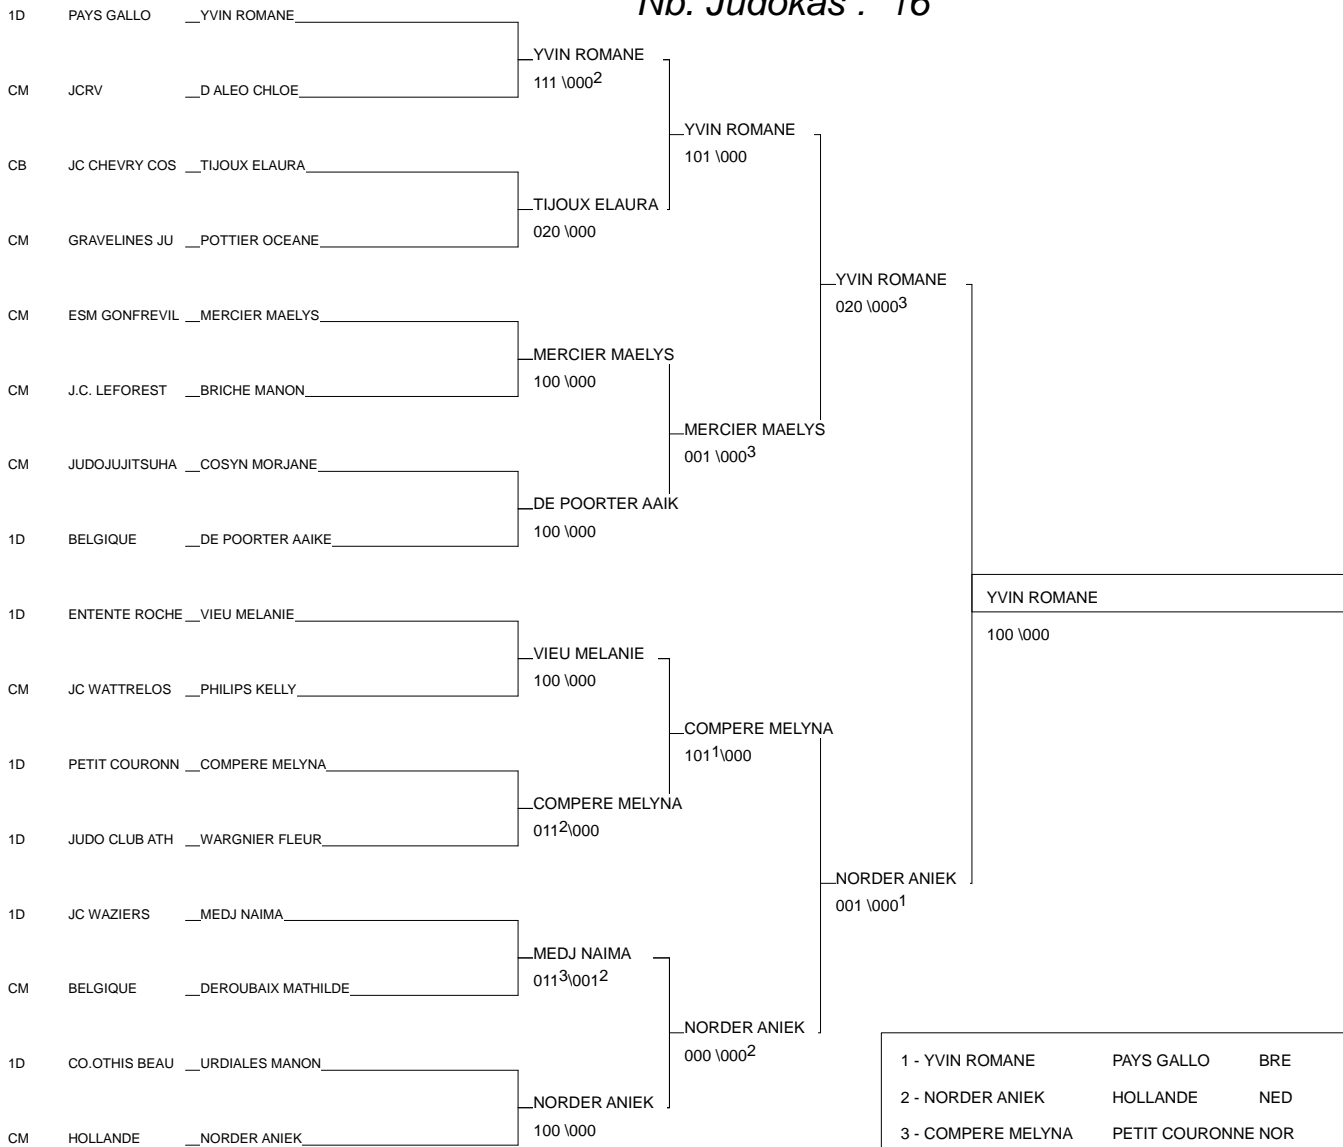 Nb. Judokas : 16
1D PAYS GALLO YVIN ROMANE
YVIN ROMANE
111 \000²
CM JCRV D ALEO CHLOE
YVIN ROMANE
101 \000
CB JC CHEVRY COS TIJOUX ELAURA
TIJOUX ELAURA
020 \000
CM GRAVELINES JU POTTIER OCEANE
YVIN ROMANE
020 \000³
CM ESM GONFREVIL MERCIER MAELYS
MERCIER MAELYS
100 \000
CM J.C. LEFOREST BRICHE MANON
MERCIER MAELYS
001 \000³
CM JUDOJUJITSUHA COSYN MORJANE
DE POORTER AAIK
100 \000
1D BELGIQUE DE POORTER AAIKE
YVIN ROMANE
100 \000
1D ENTENTE ROCHE VIEU MELANIE
VIEU MELANIE
100 \000
CM JC WATTRELOS PHILIPS KELLY
COMPERE MELYNA
101¹\000
1D PETIT COURONN COMPERE MELYNA
COMPERE MELYNA
011²\000
1D JUDO CLUB ATH WARGNIER FLEUR
NORDER ANIEK
001 \000¹
1D JC WAZIERS MEDJ NAIMA
MEDJ NAIMA
011³\001²
CM BELGIQUE DEROUBAIX MATHILDE
NORDER ANIEK
000 \000²
1D CO.OTHIS BEAU URDIALES MANON
NORDER ANIEK
100 \000
CM HOLLANDE NORDER ANIEK
1 - YVIN ROMANE PAYS GALLO BRE
2 - NORDER ANIEK HOLLANDE NED
3 - COMPERE MELYNA PETIT COURONNE NOR